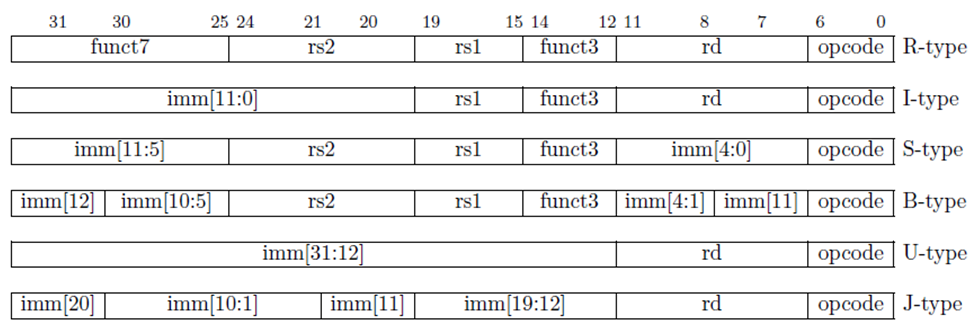 31 30 25 24 21 20 19 15 14 12 11 8 7 6 0
funct7 rs2 rs1 funct3 rd opcode R-type
imm[11:0] rs1 funct3 rd opcode I-type
imm[11:5] rs2 rs1 funct3 imm[4:0] opcode S-type
imm[12] imm[10:5] rs2 rs1 funct3 imm[4:1] imm[11] opcode B-type
imm[31:12] rd opcode U-type
imm[20] imm[10:1] imm[11] imm[19:12] rd opcode J-type